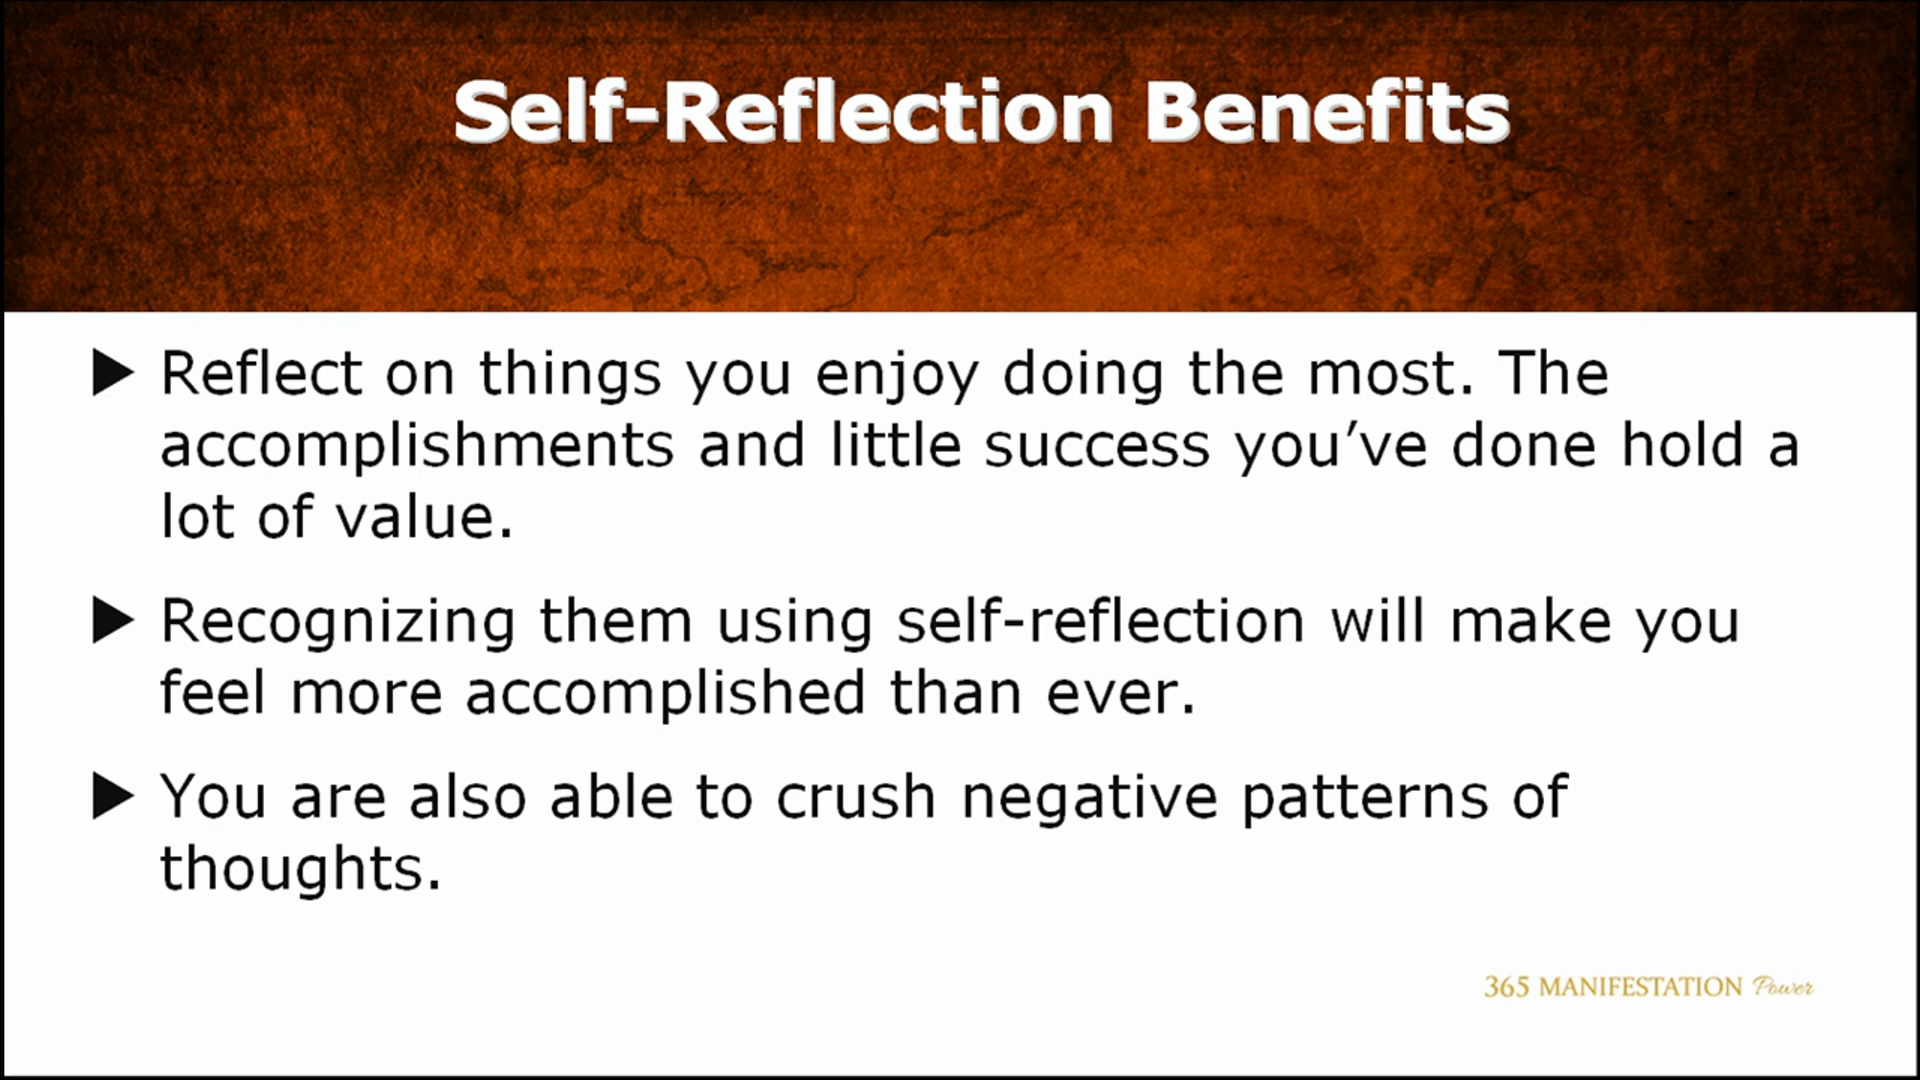 Self-Reflection Benefits
Reflect on things you enjoy doing the most. The
accomplishments and little success you’ve done hold a
lot of value.
Recognizing them using self-reflection will make you
feel more accomplished than ever.
You are also able to crush negative patterns of
thoughts.
365 MANIFESTATION Power